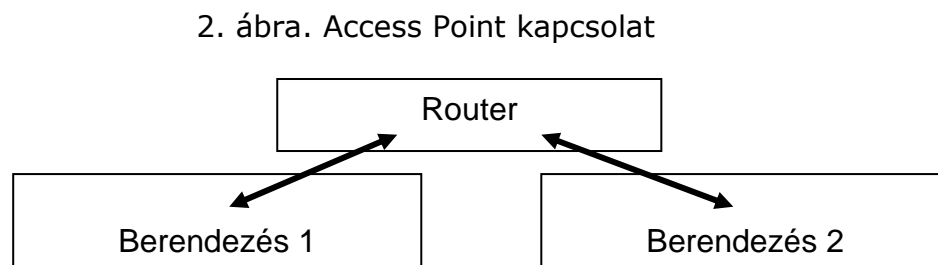 2. ábra. Access Point kapcsolat
Router
Berendezés 1
Berendezés 2